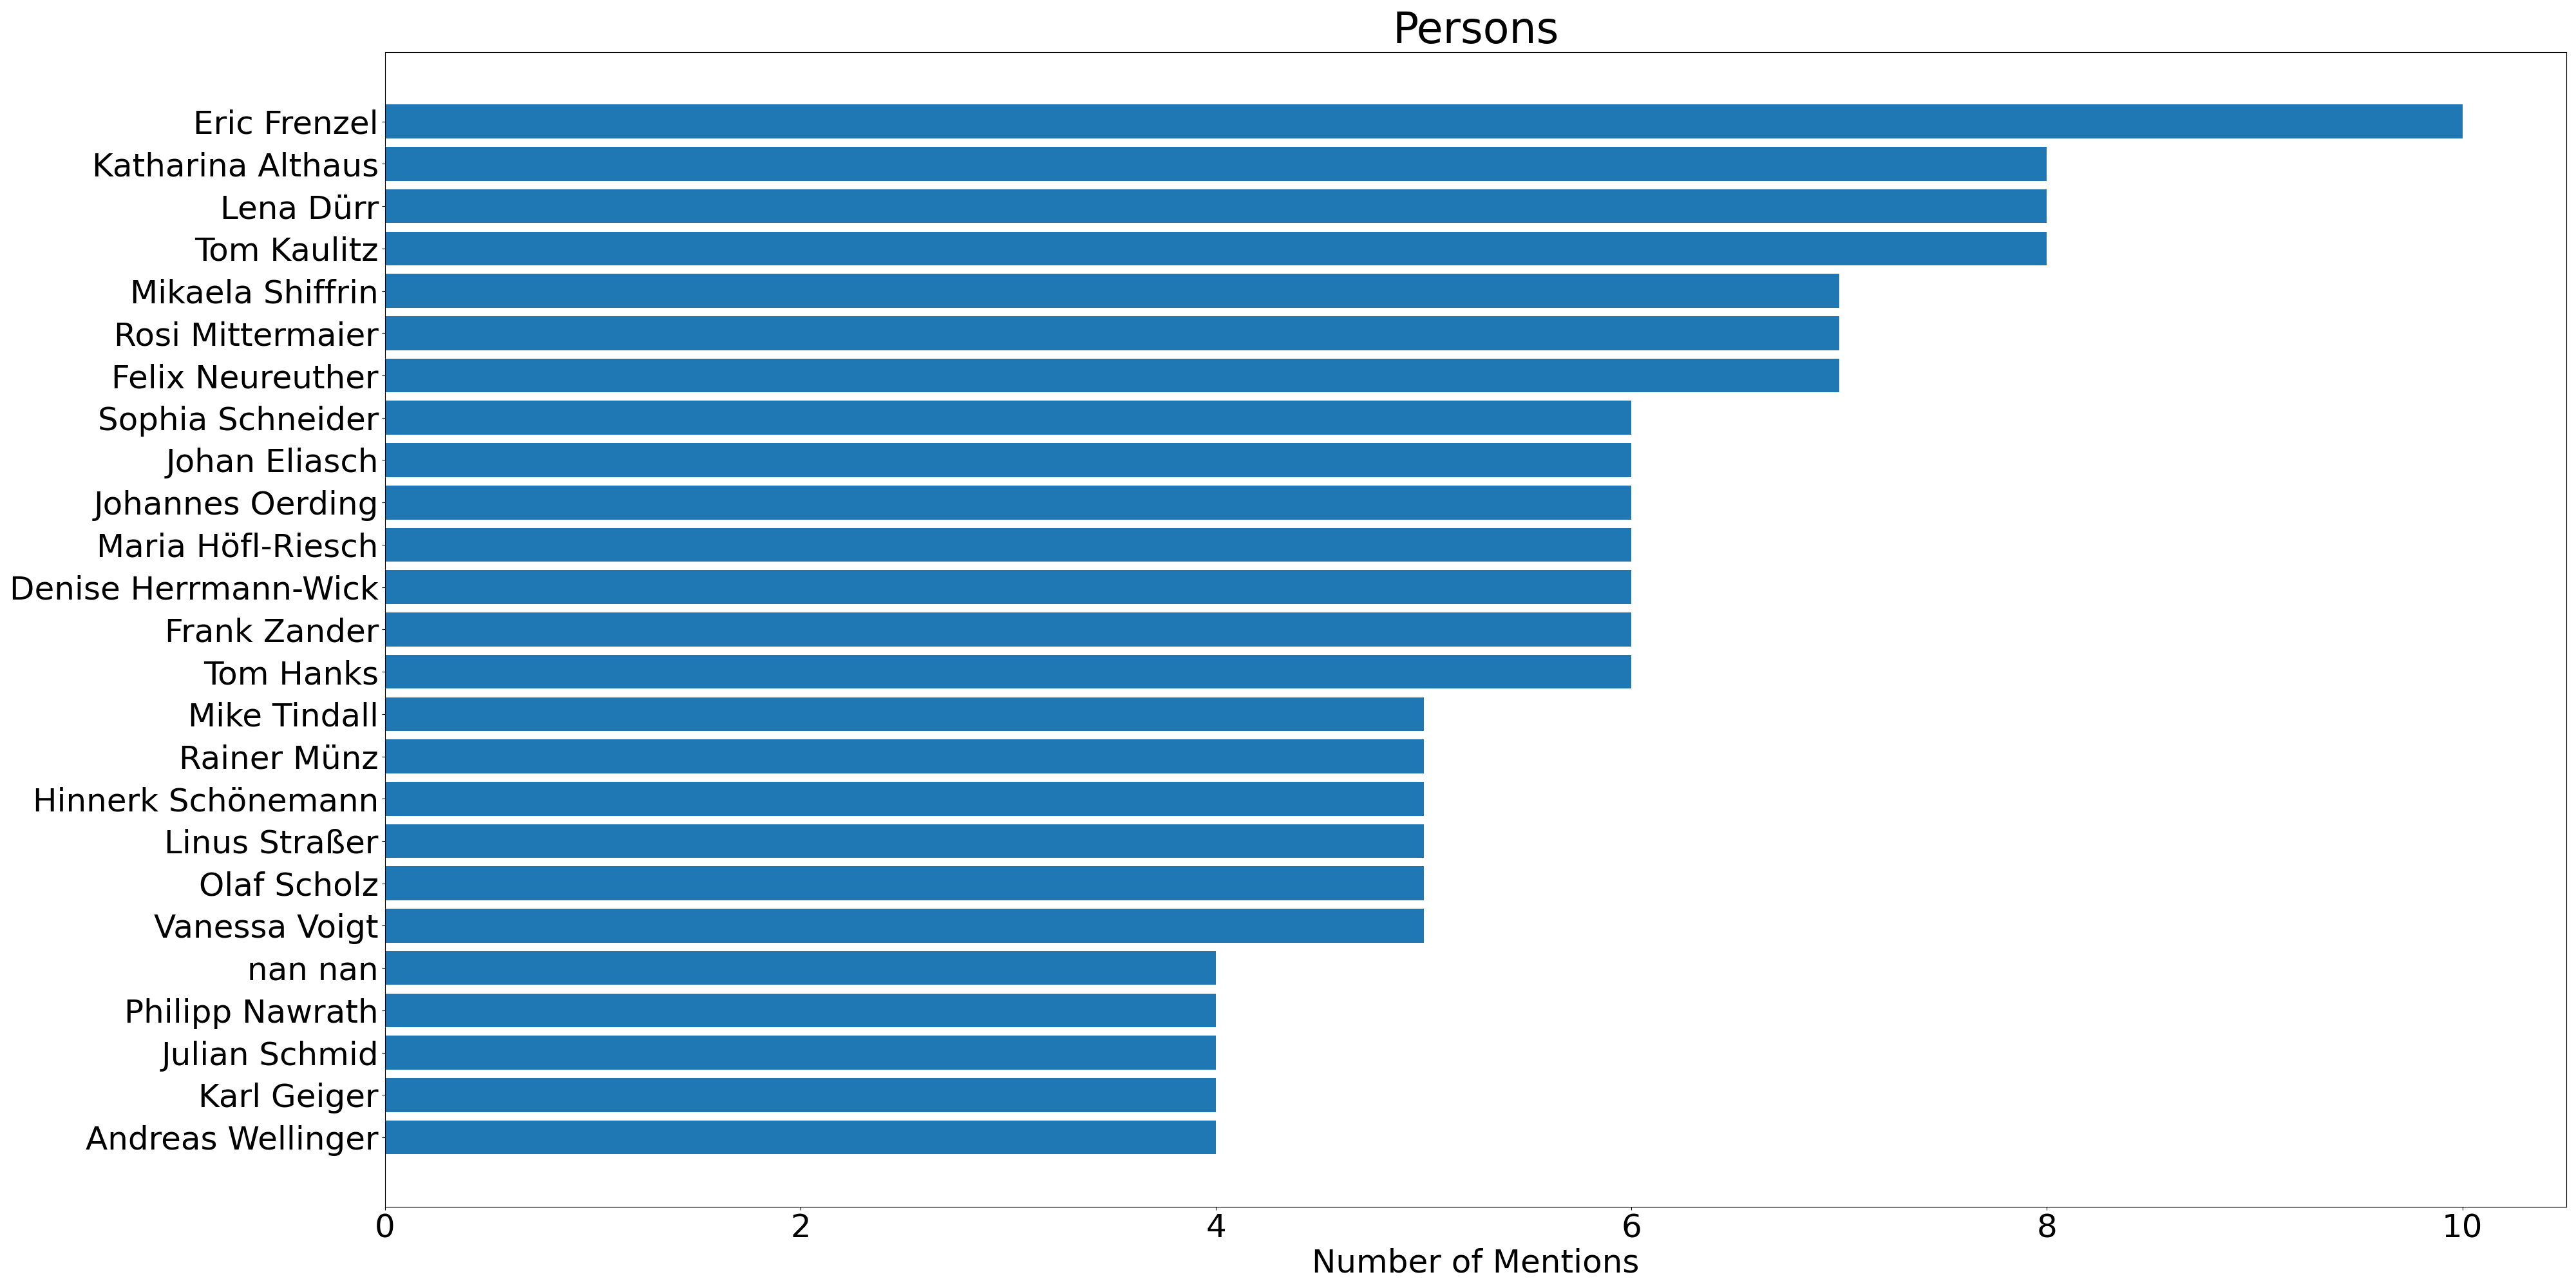 Persons
Eric Frenzel
Katharina Althaus
Lena Dürr
Tom Kaulitz
Mikaela Shiffrin
Rosi Mittermaier
Felix Neureuther
Sophia Schneider
Johan Eliasch
Johannes Oerding
Maria Höfl-Riesch
Denise Herrmann-Wick
Frank Zander
Tom Hanks
Mike Tindall
Rainer Münz
Hinnerk Schönemann
Linus Straßer
Olaf Scholz
Vanessa Voigt
nan nan
Philipp Nawrath
Julian Schmid
Karl Geiger
Andreas Wellinger
0 2 4 6 8 10
Number of Mentions